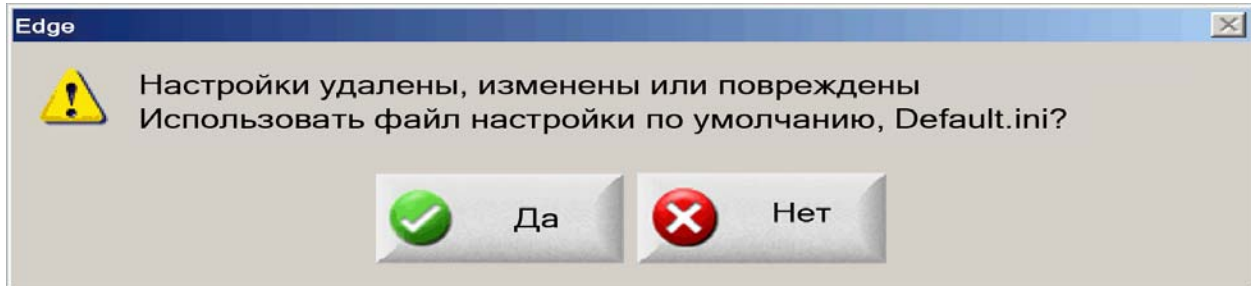 Edge
Настройки удалены, изменены или повреждены
Использовать файл настройки по умолчанию, Default.ini?
Да
Нет